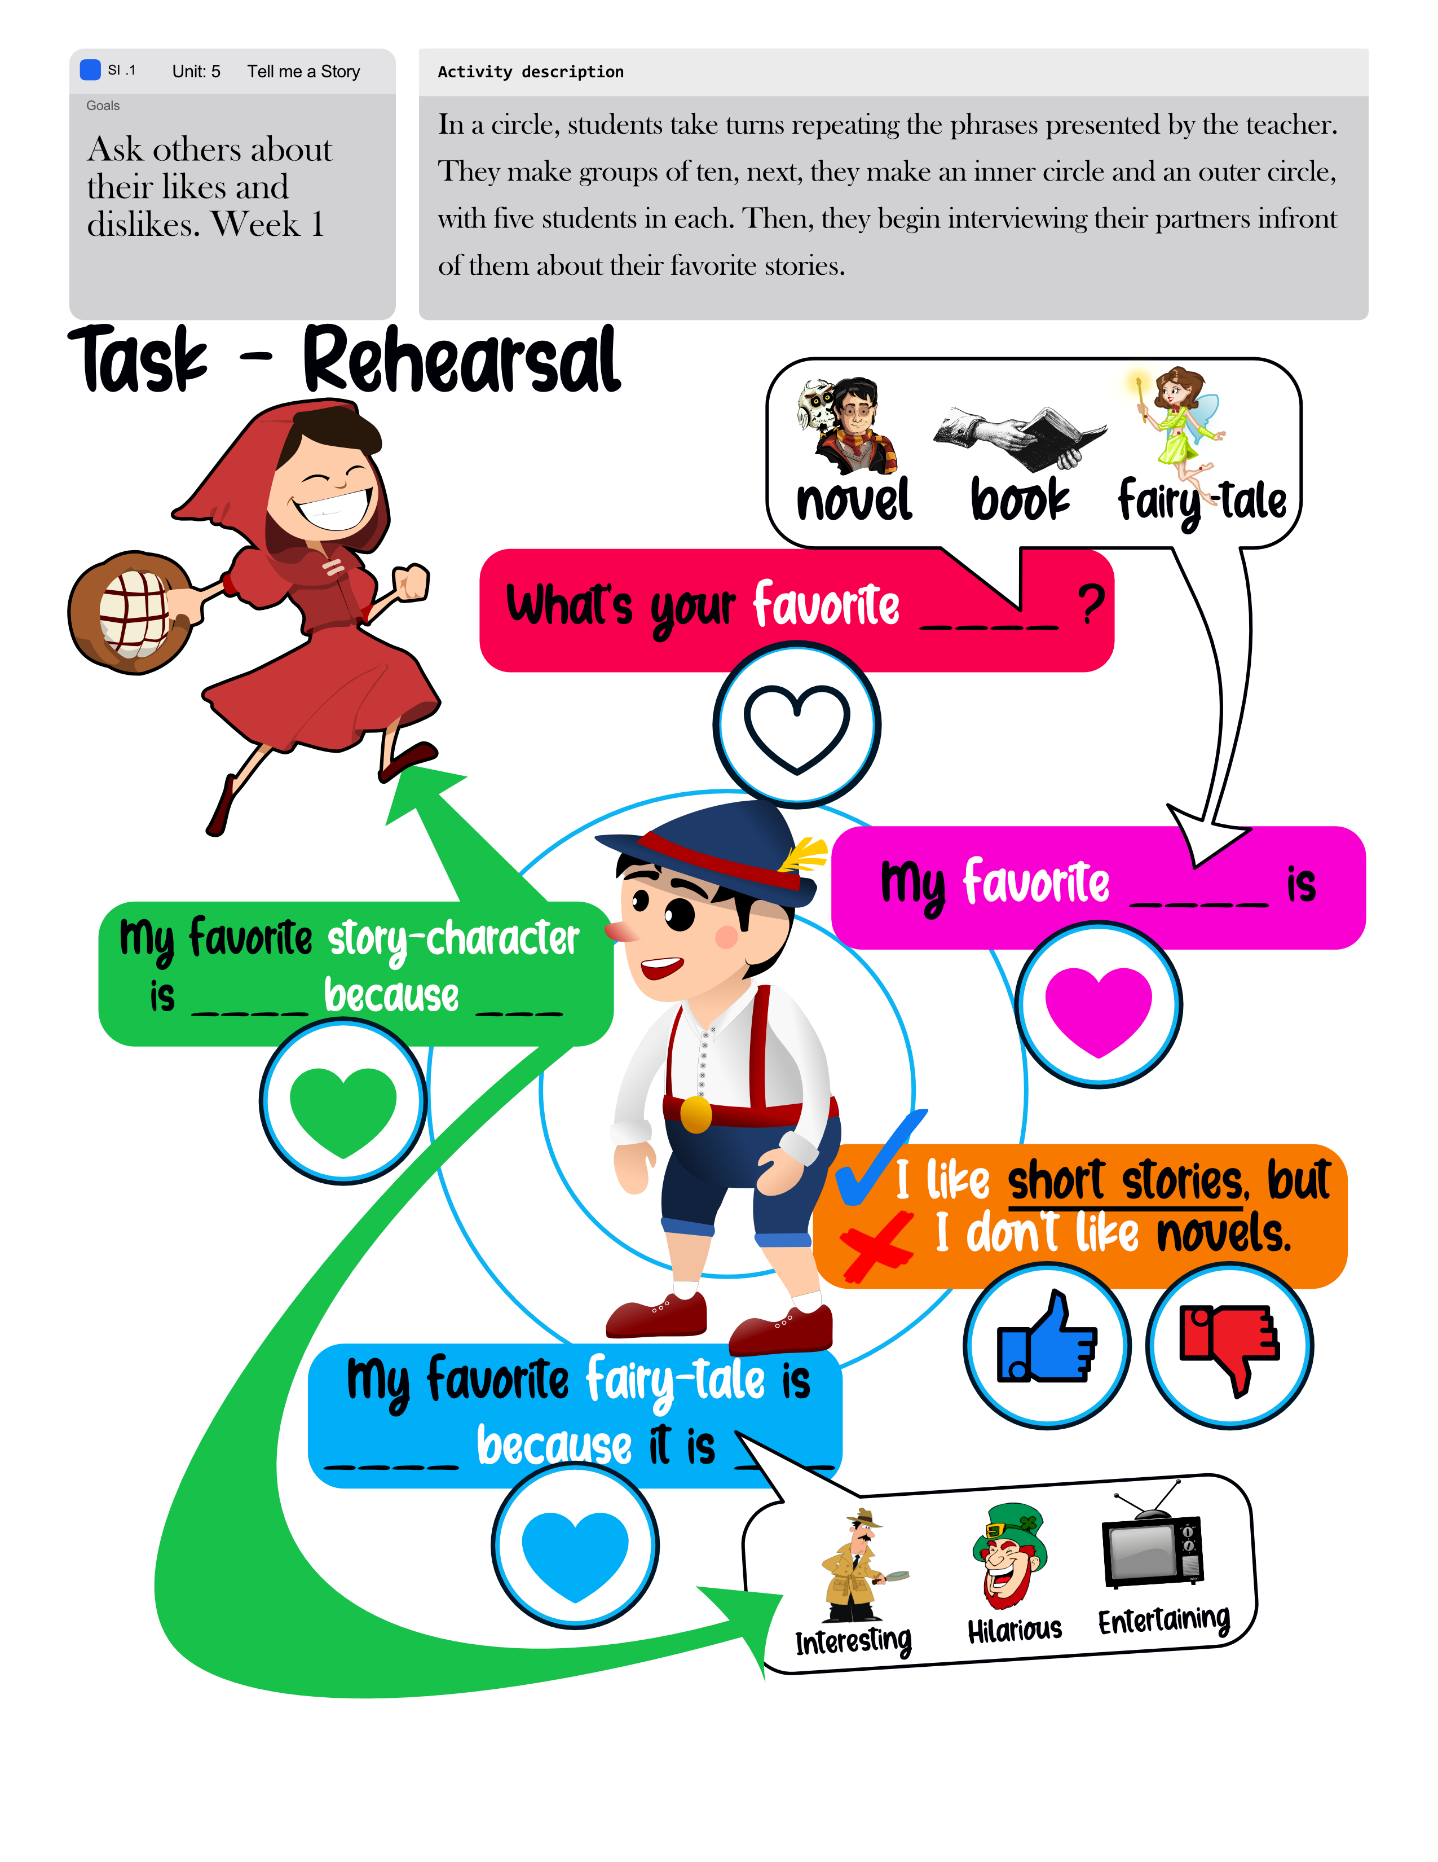 SI .1 Unit: 5 Tell me a Story
Goals
Ask others about
their likes and
dislikes. Week 1
Activity description
In a circle, students take turns repeating the phrases presented by the teacher.
They make groups of ten, next, they make an inner circle and an outer circle,
with five students in each. Then, they begin interviewing their partners infront
of them about their favorite stories.
Task - Rehearsal
novel book fairy-tale
What's your favorite ____ ?
My favorite ____ is
My favorite story-character
is ____ because ___
I like short stories, but
I don't like novels.
My favorite fairy-tale is
____ because it is ___
Interesting Hilarious Entertaining